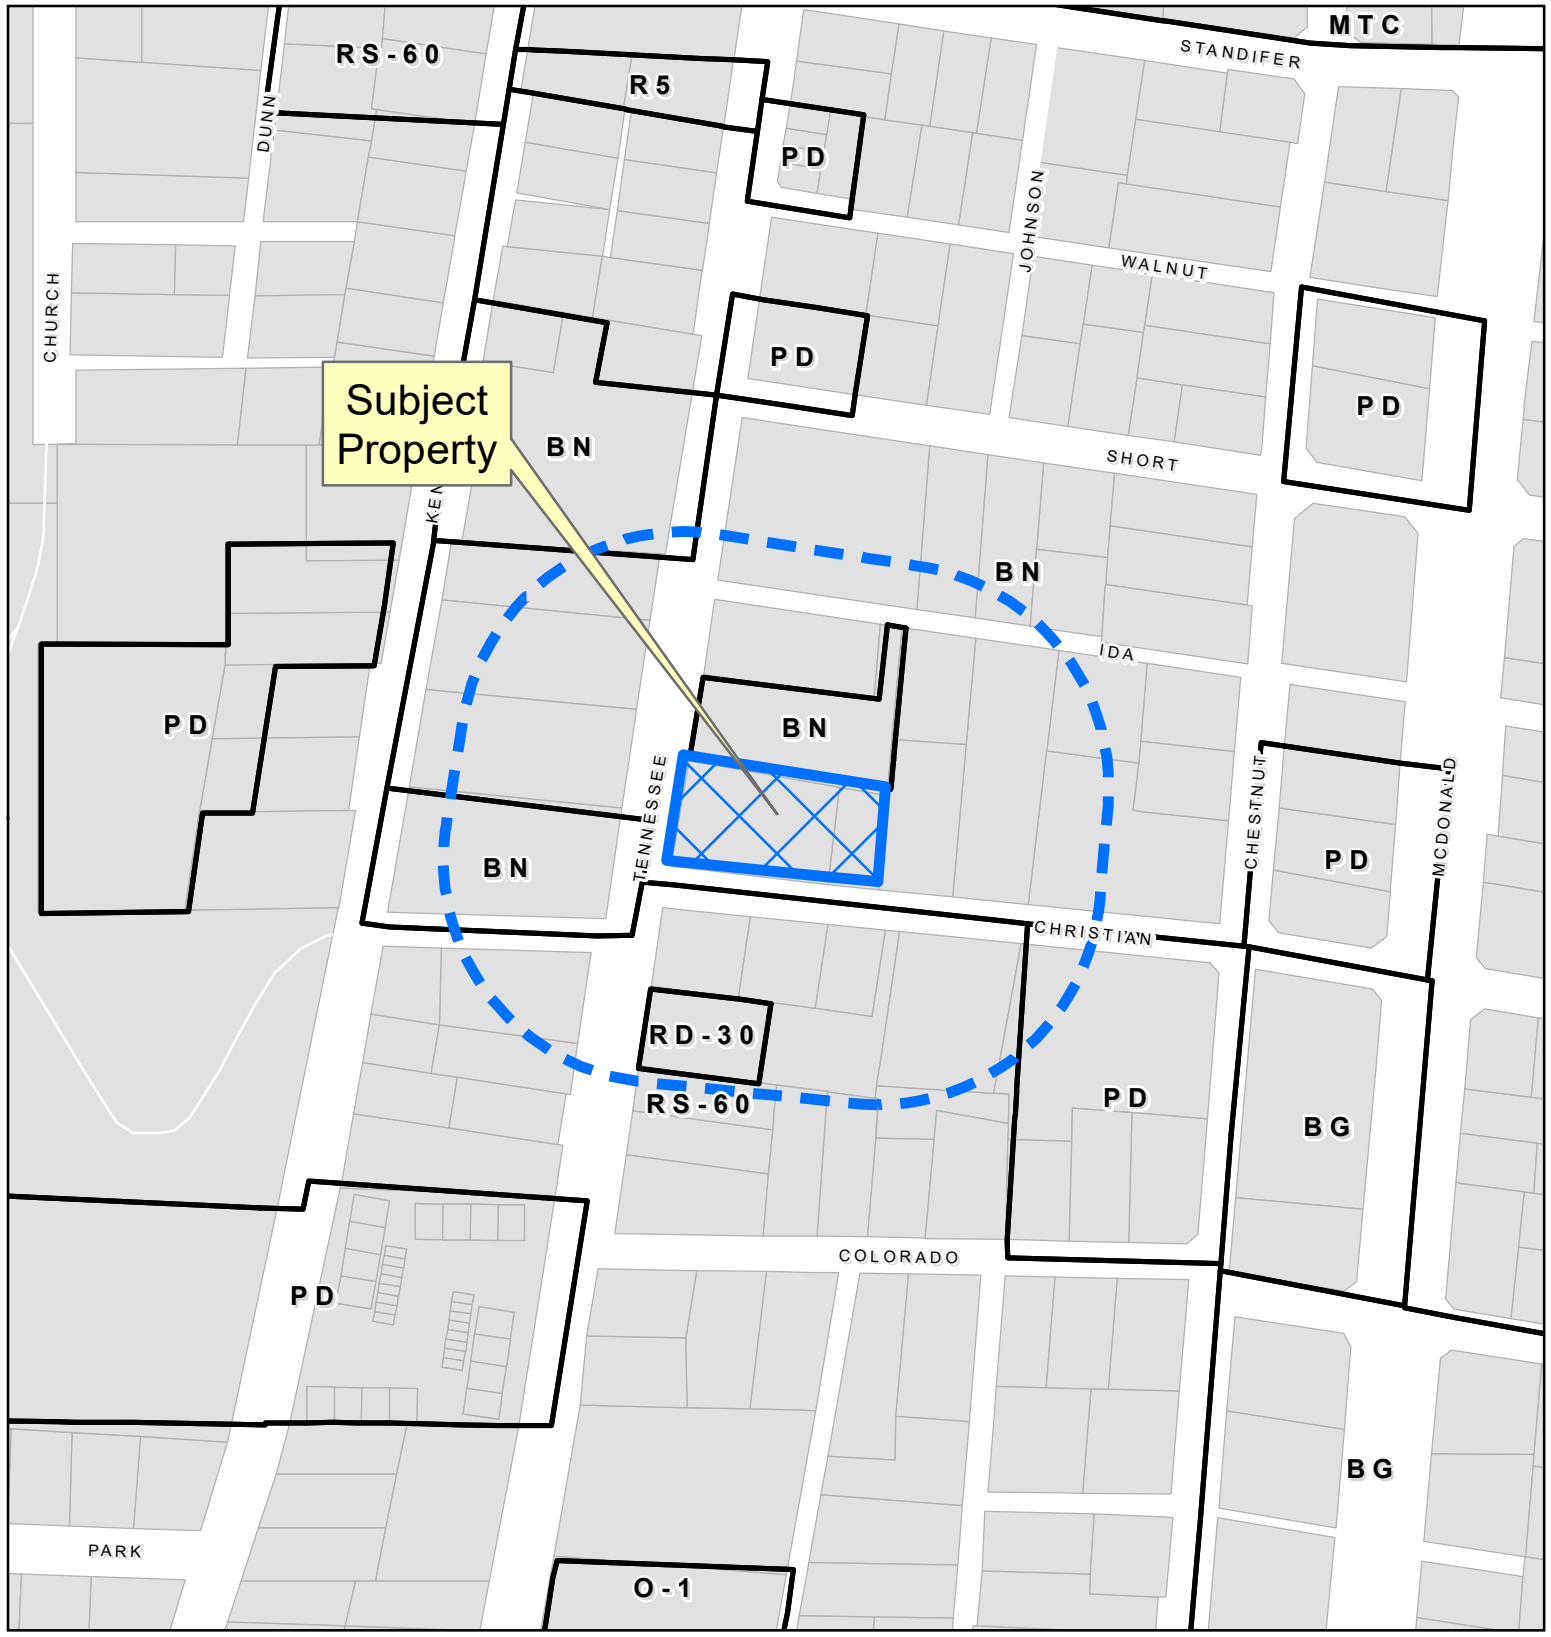 MTC
STANDIFER
RS-60
R5
DUNN
PD
JOHNSON
WALNUT
CHURCH
PD
PD
Subject
Property
BN
SHORT
KEN
BN
IDA
PD
BN
TENNESSEE
CHESTNUT
MCDONALD
PD
BN
CHRISTIAN
RD-30
RS-60
PD
BG
COLORADO
PD
BG
PARK
O-1